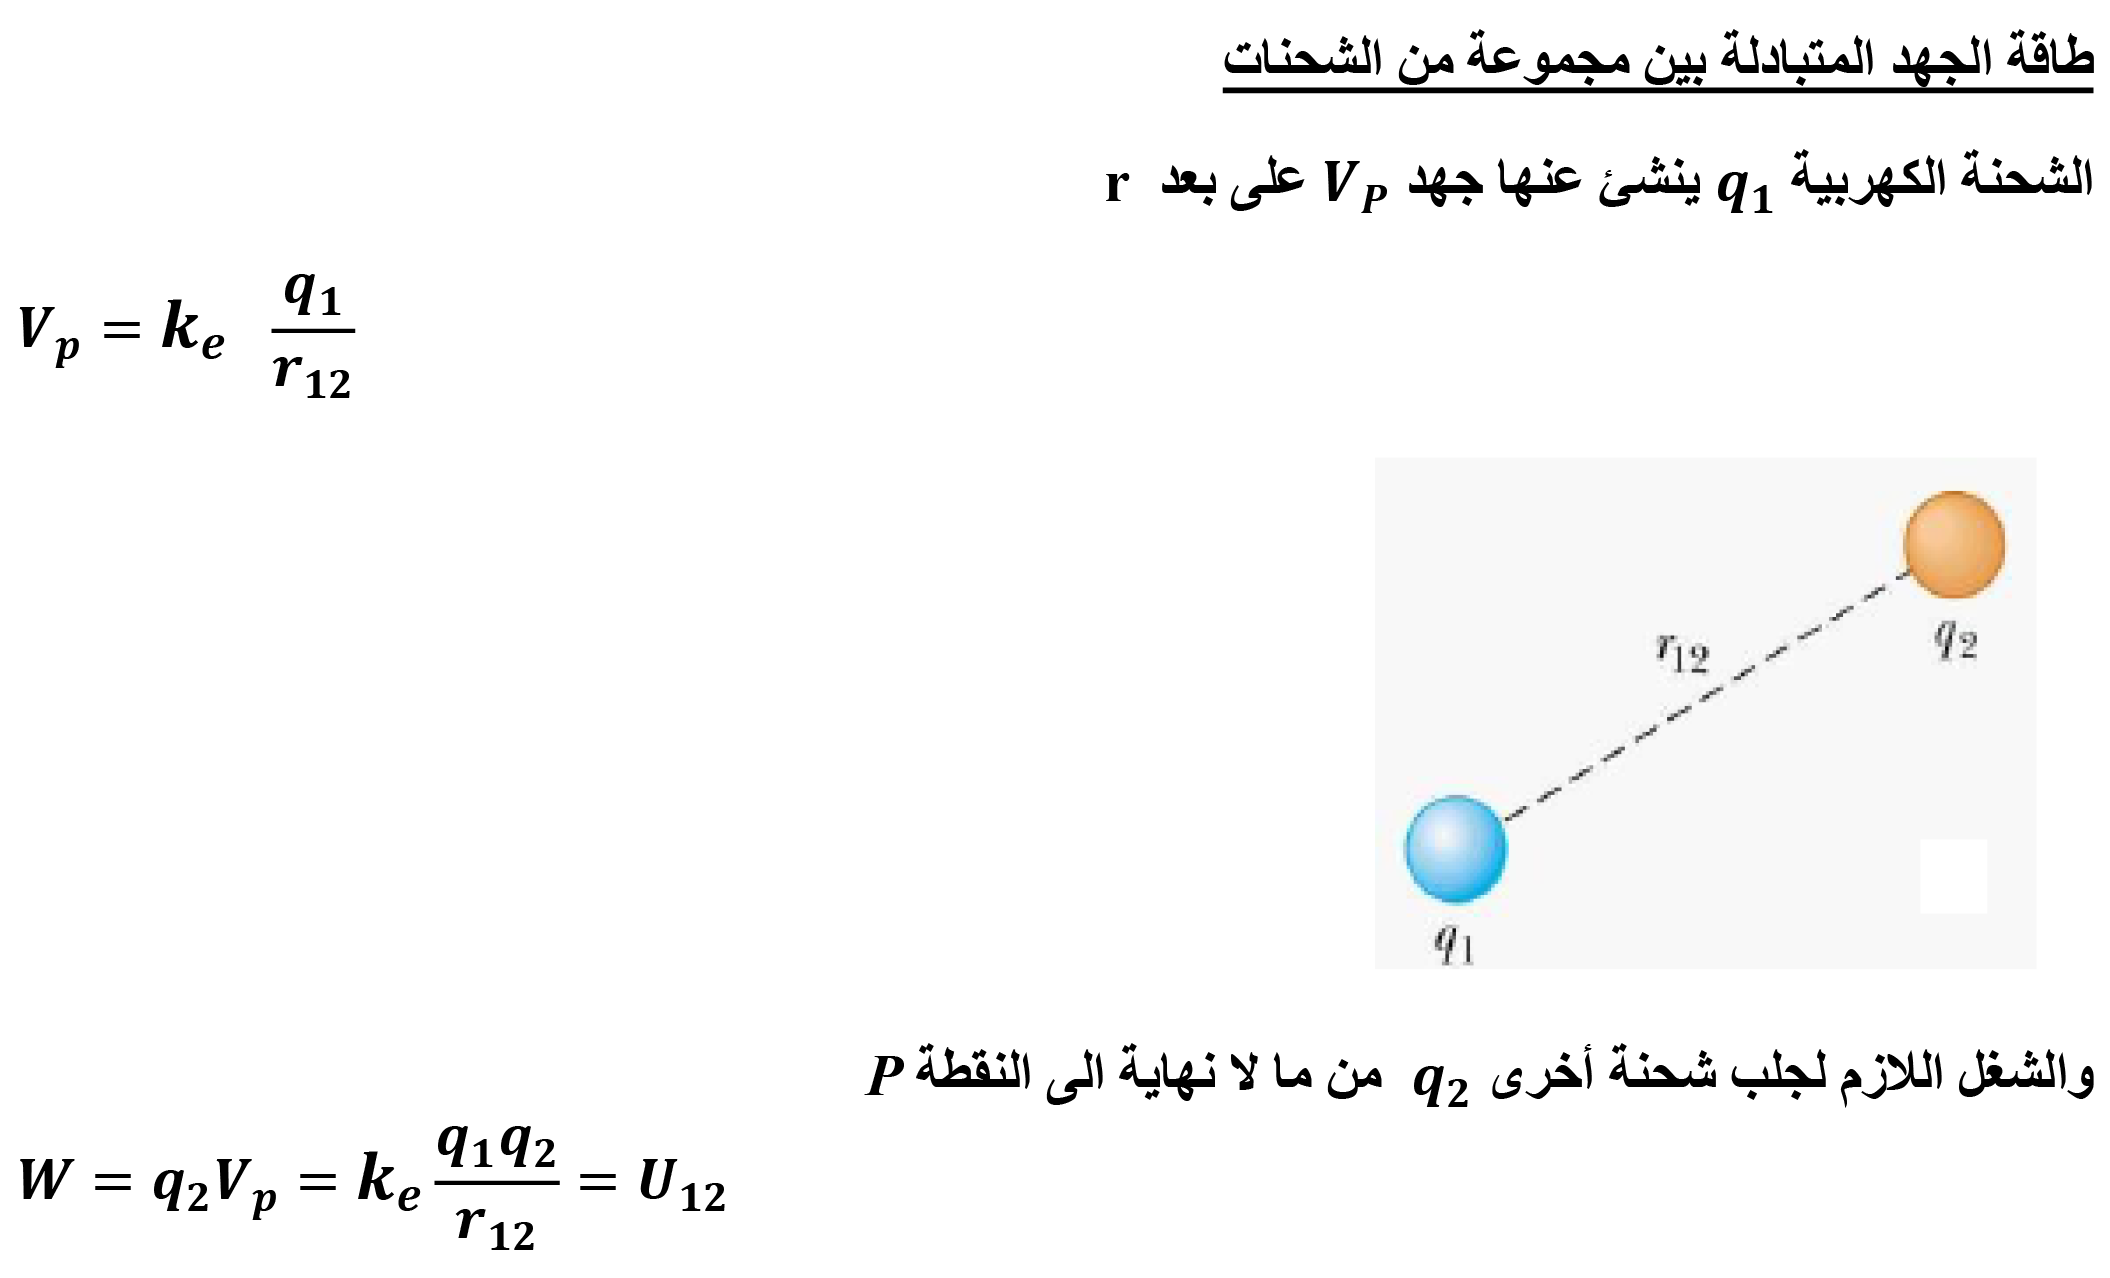 طاقة الجهد المتبادلة بين مجموعة من الشحنات
الشحنة الكهربية q₁ ينشئ عنها جهد V_P على بعد r
V_p = k_e q₁/r₁₂
r₁₂
q₂
q₁
والشغل اللازم لجلب شحنة أخرى q₂ من ما لا نهاية الى النقطة P
W = q₂V_p = k_e q₁q₂/r₁₂ = U₁₂